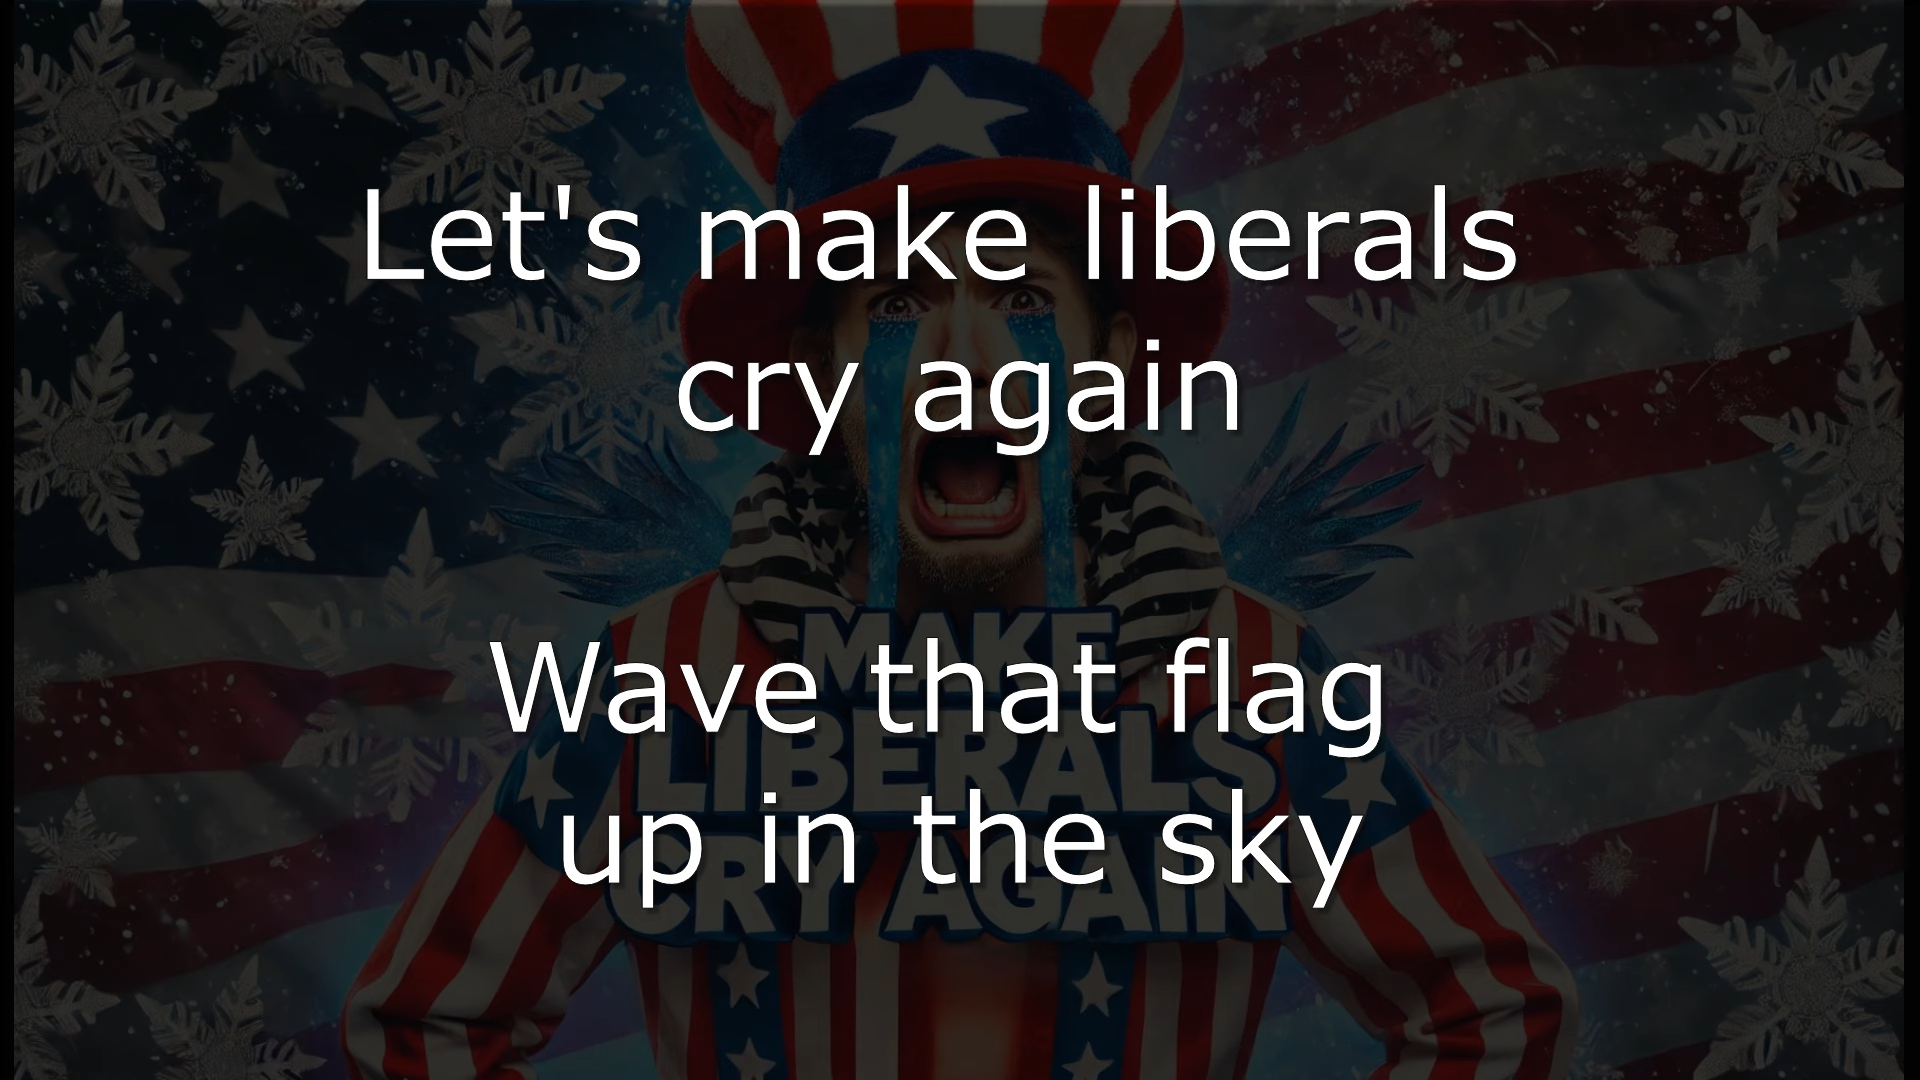 Let's make liberals
cry again
MAKE
Wave that flag
LIBERALS
up in the sky
CRY AGAIN